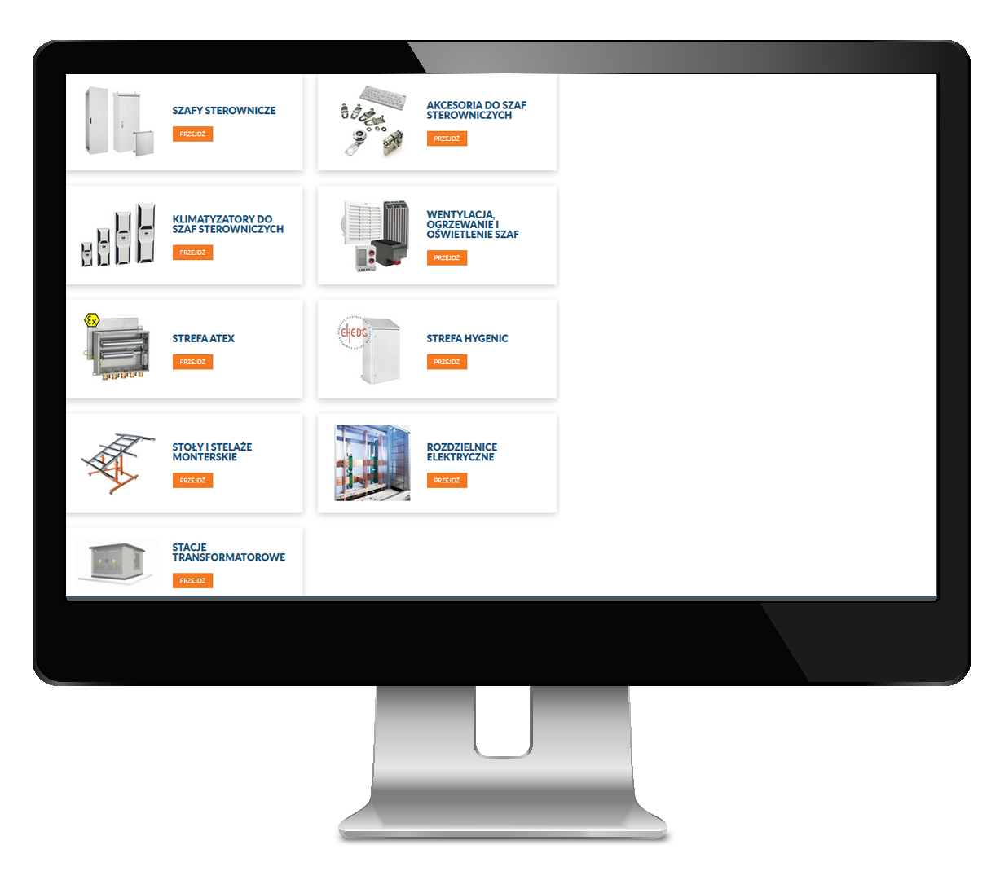 SZAFY STEROWNICZE
PRZEJDŹ
AKCESORIA DO SZAF
STEROWNICZYCH
PRZEJDŹ
KLIMATYZATORY DO
SZAF STEROWNICZYCH
PRZEJDŹ
WENTYLACJA,
OGRZEWANIE I
OŚWIETLENIE SZAF
PRZEJDŹ
Ex
STREFA ATEX
PRZEJDŹ
EHEDG
STREFA HYGENIC
PRZEJDŹ
STOŁY I STELAŻE
MONTERSKIE
PRZEJDŹ
ROZDZIELNICE
ELEKTRYCZNE
PRZEJDŹ
STACJE
TRANSFORMATOROWE
PRZEJDŹ